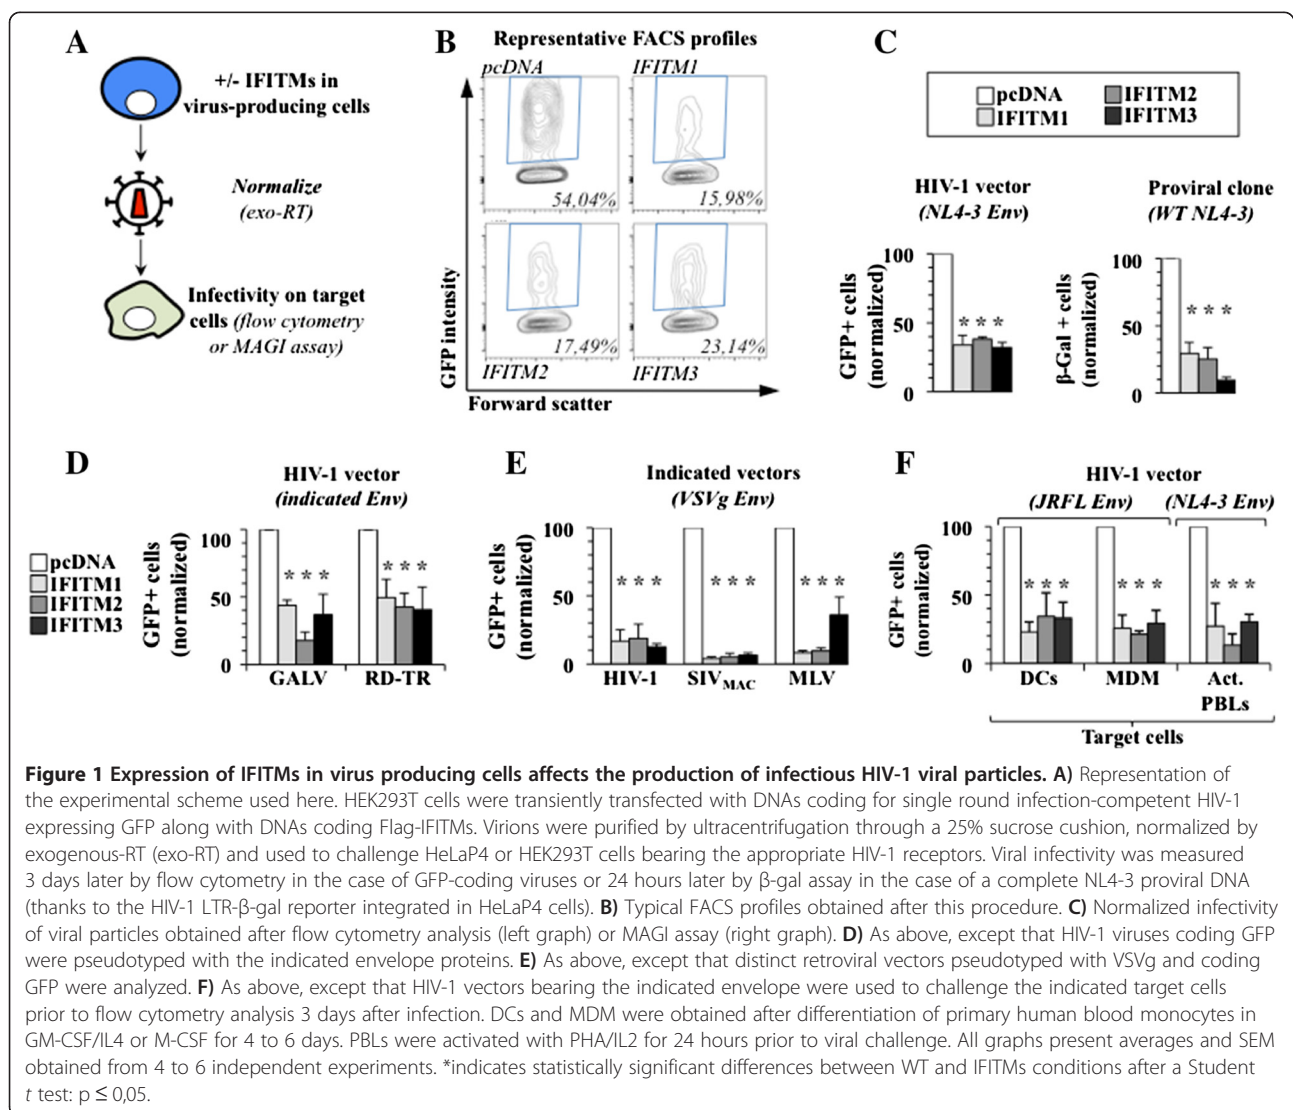 A
+/- IFITMs in
virus-producing cells
Normalize
(exo-RT)
Infectivity on target
cells (flow cytometry
or MAGI assay)
B
Representative FACS profiles
pcDNA
IFITM1
54,04%
15,98%
17,49%
23,14%
IFITM2
IFITM3
GFP intensity
Forward scatter
C
pcDNA
IFITM2
IFITM1
IFITM3
HIV-1 vector
(NL4-3 Env)
GFP+ cells
(normalized)
100
50
0
* * *
Proviral clone
(WT NL4-3)
β-Gal + cells
(normalized)
100
50
0
* * *
D
HIV-1 vector
(indicated Env)
pcDNA
IFITM1
IFITM2
IFITM3
GFP+ cells
(normalized)
100
50
0
* * *
* * *
GALV
RD-TR
E
Indicated vectors
(VSVg Env)
GFP+ cells
(normalized)
100
50
0
* * *
* * *
* * *
HIV-1
SIVMAC
MLV
F
HIV-1 vector
(JRFL Env)
(NL4-3 Env)
GFP+ cells
(normalized)
100
50
0
* * *
* * *
* * *
DCs
MDM
Act.
PBLs
Target cells
Figure 1 Expression of IFITMs in virus producing cells affects the production of infectious HIV-1 viral particles. A) Representation of
the experimental scheme used here. HEK293T cells were transiently transfected with DNAs coding for single round infection-competent HIV-1
expressing GFP along with DNAs coding Flag-IFITMs. Virions were purified by ultracentrifugation through a 25% sucrose cushion, normalized by
exogenous-RT (exo-RT) and used to challenge HeLaP4 or HEK293T cells bearing the appropriate HIV-1 receptors. Viral infectivity was measured
3 days later by flow cytometry in the case of GFP-coding viruses or 24 hours later by β-gal assay in the case of a complete NL4-3 proviral DNA
(thanks to the HIV-1 LTR-β-gal reporter integrated in HeLaP4 cells). B) Typical FACS profiles obtained after this procedure. C) Normalized infectivity
of viral particles obtained after flow cytometry analysis (left graph) or MAGI assay (right graph). D) As above, except that HIV-1 viruses coding GFP
were pseudotyped with the indicated envelope proteins. E) As above, except that distinct retroviral vectors pseudotyped with VSVg and coding
GFP were analyzed. F) As above, except that HIV-1 vectors bearing the indicated envelope were used to challenge the indicated target cells
prior to flow cytometry analysis 3 days after infection. DCs and MDM were obtained after differentiation of primary human blood monocytes in
GM-CSF/IL4 or M-CSF for 4 to 6 days. PBLs were activated with PHA/IL2 for 24 hours prior to viral challenge. All graphs present averages and SEM
obtained from 4 to 6 independent experiments. *indicates statistically significant differences between WT and IFITMs conditions after a Student
t test: p ≤ 0,05.